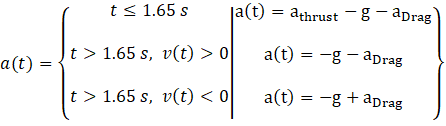 a(t) = { t ≤ 1.65 s | a(t) = a_thrust − g − a_Drag
t > 1.65 s, v(t) > 0 | a(t) = −g − a_Drag
t > 1.65 s, v(t) < 0 | a(t) = −g + a_Drag